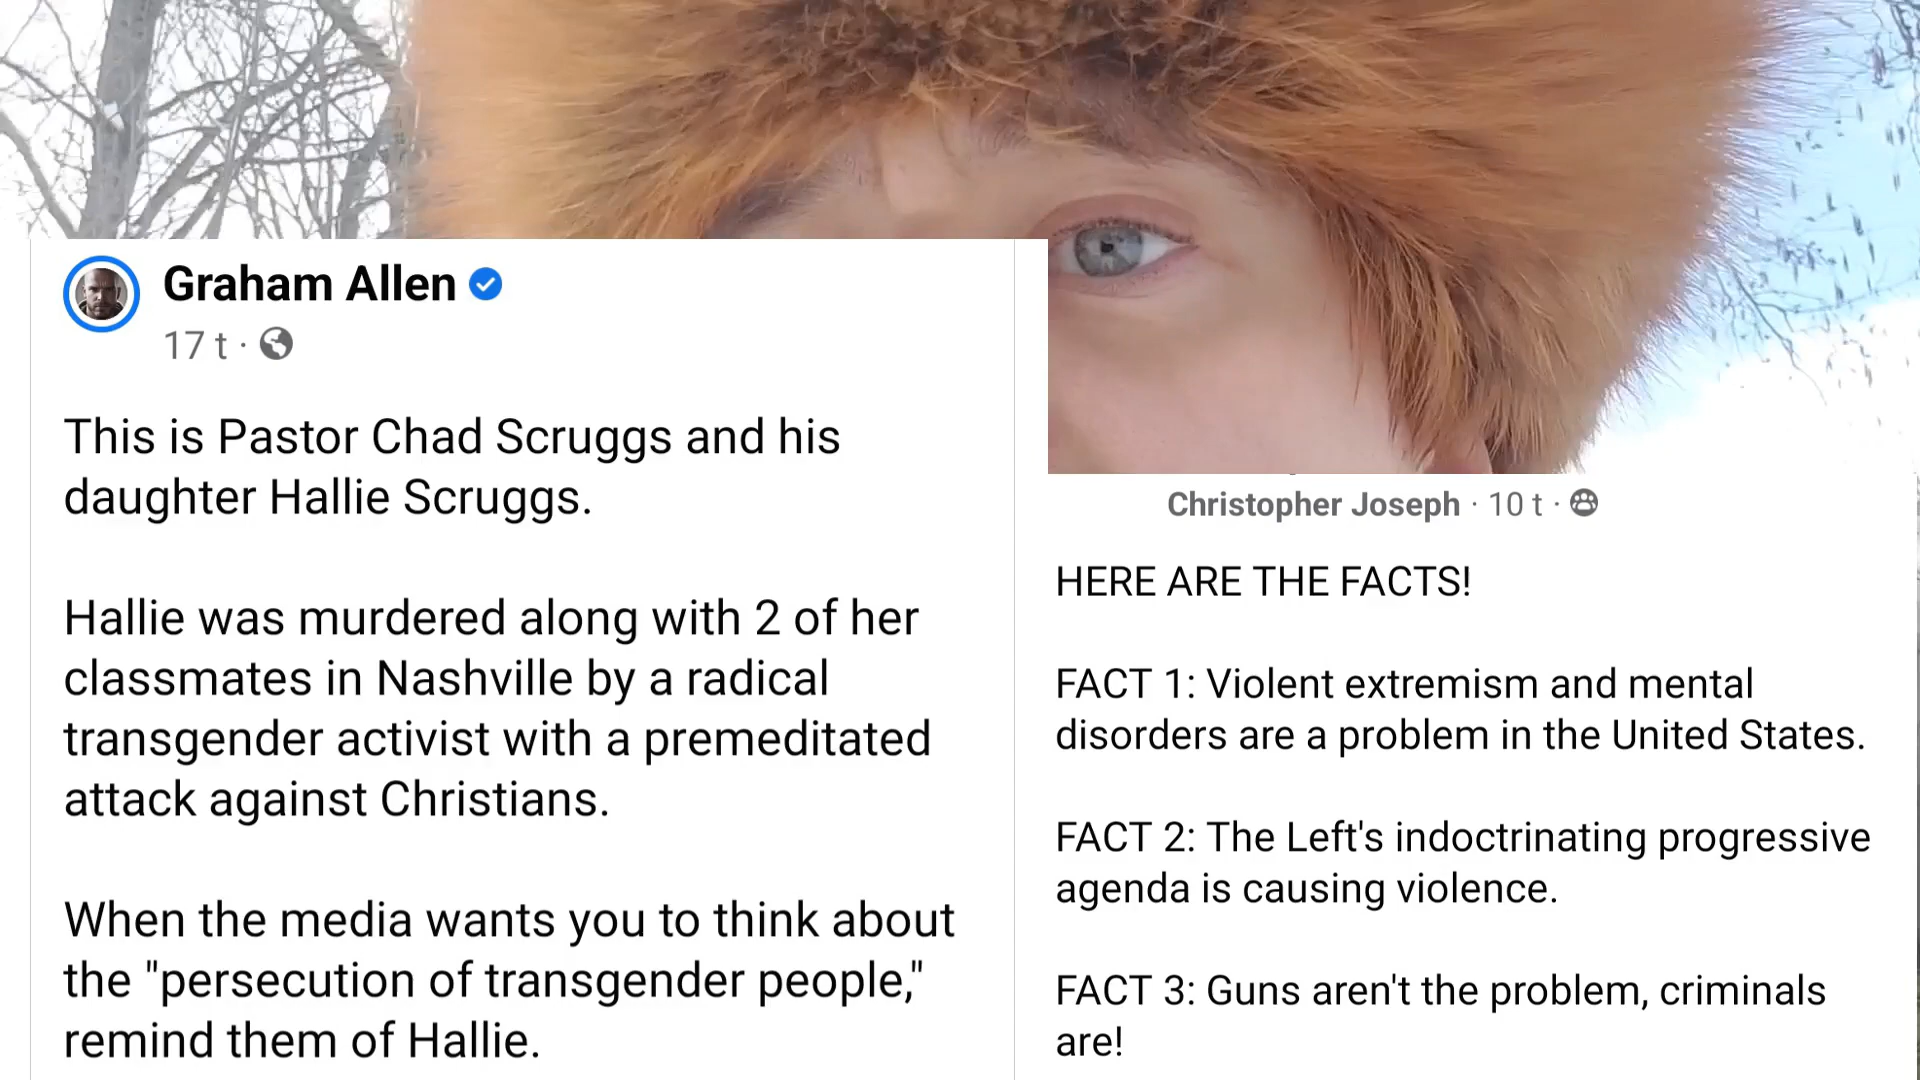 Graham Allen
17 t ·
This is Pastor Chad Scruggs and his
daughter Hallie Scruggs.
Hallie was murdered along with 2 of her
classmates in Nashville by a radical
transgender activist with a premeditated
attack against Christians.
When the media wants you to think about
the "persecution of transgender people,"
remind them of Hallie.
Christopher Joseph · 10 t ·
HERE ARE THE FACTS!
FACT 1: Violent extremism and mental
disorders are a problem in the United States.
FACT 2: The Left's indoctrinating progressive
agenda is causing violence.
FACT 3: Guns aren't the problem, criminals
are!